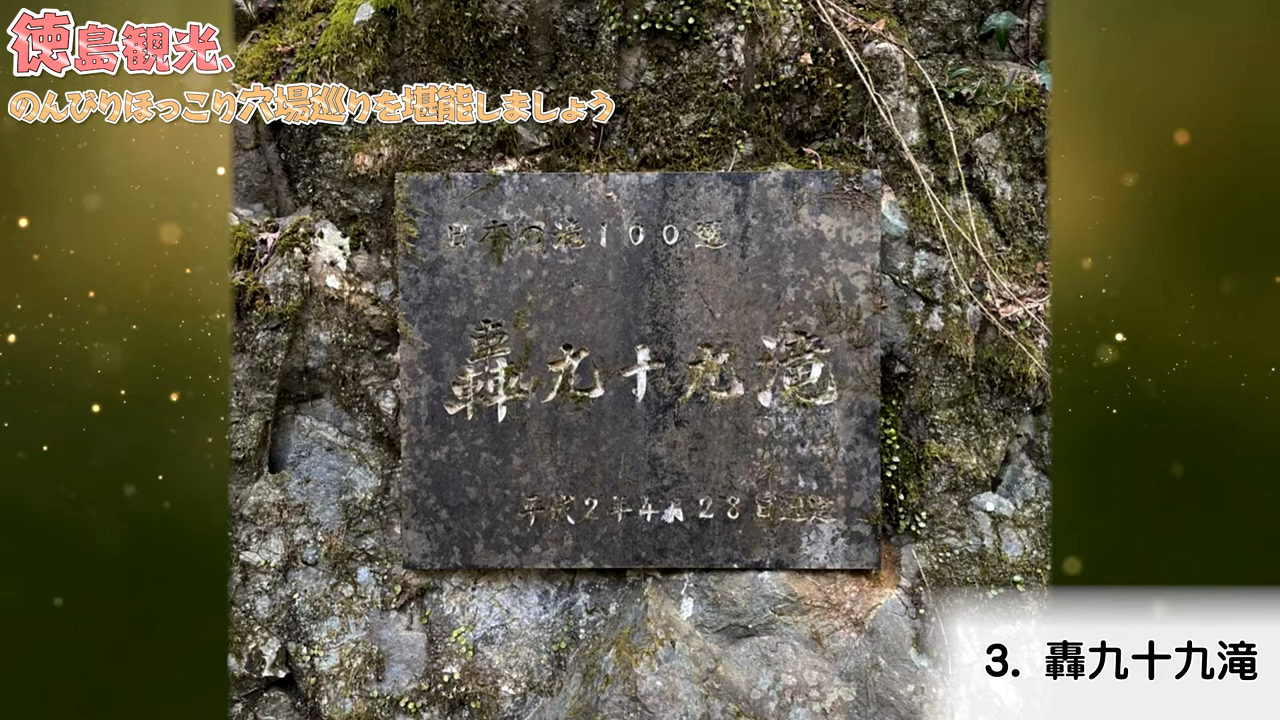 徳島観光、
のんびりほっこり穴場巡りを堪能しましょう
日本の滝100選
轟九十九滝
平成2年4月28日選定
3. 轟九十九滝